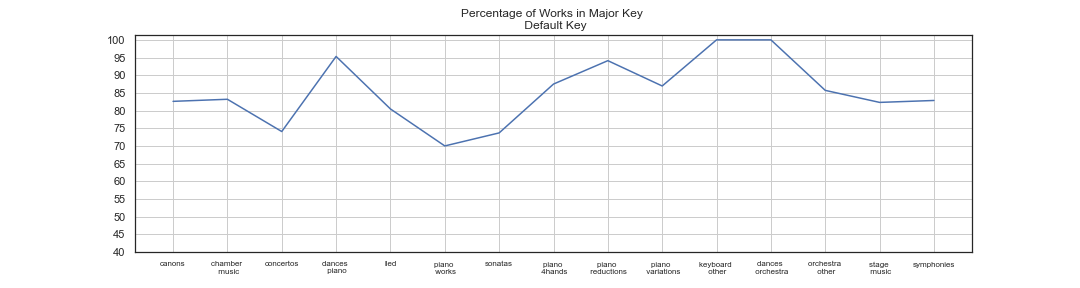 Percentage of Works in Major Key
Default Key
100
95
90
85
80
75
70
65
60
55
50
45
40
canons
chamber
music
concertos
dances
piano
lied
piano
works
sonatas
piano
4hands
piano
reductions
piano
variations
keyboard
other
dances
orchestra
orchestra
other
stage
music
symphonies